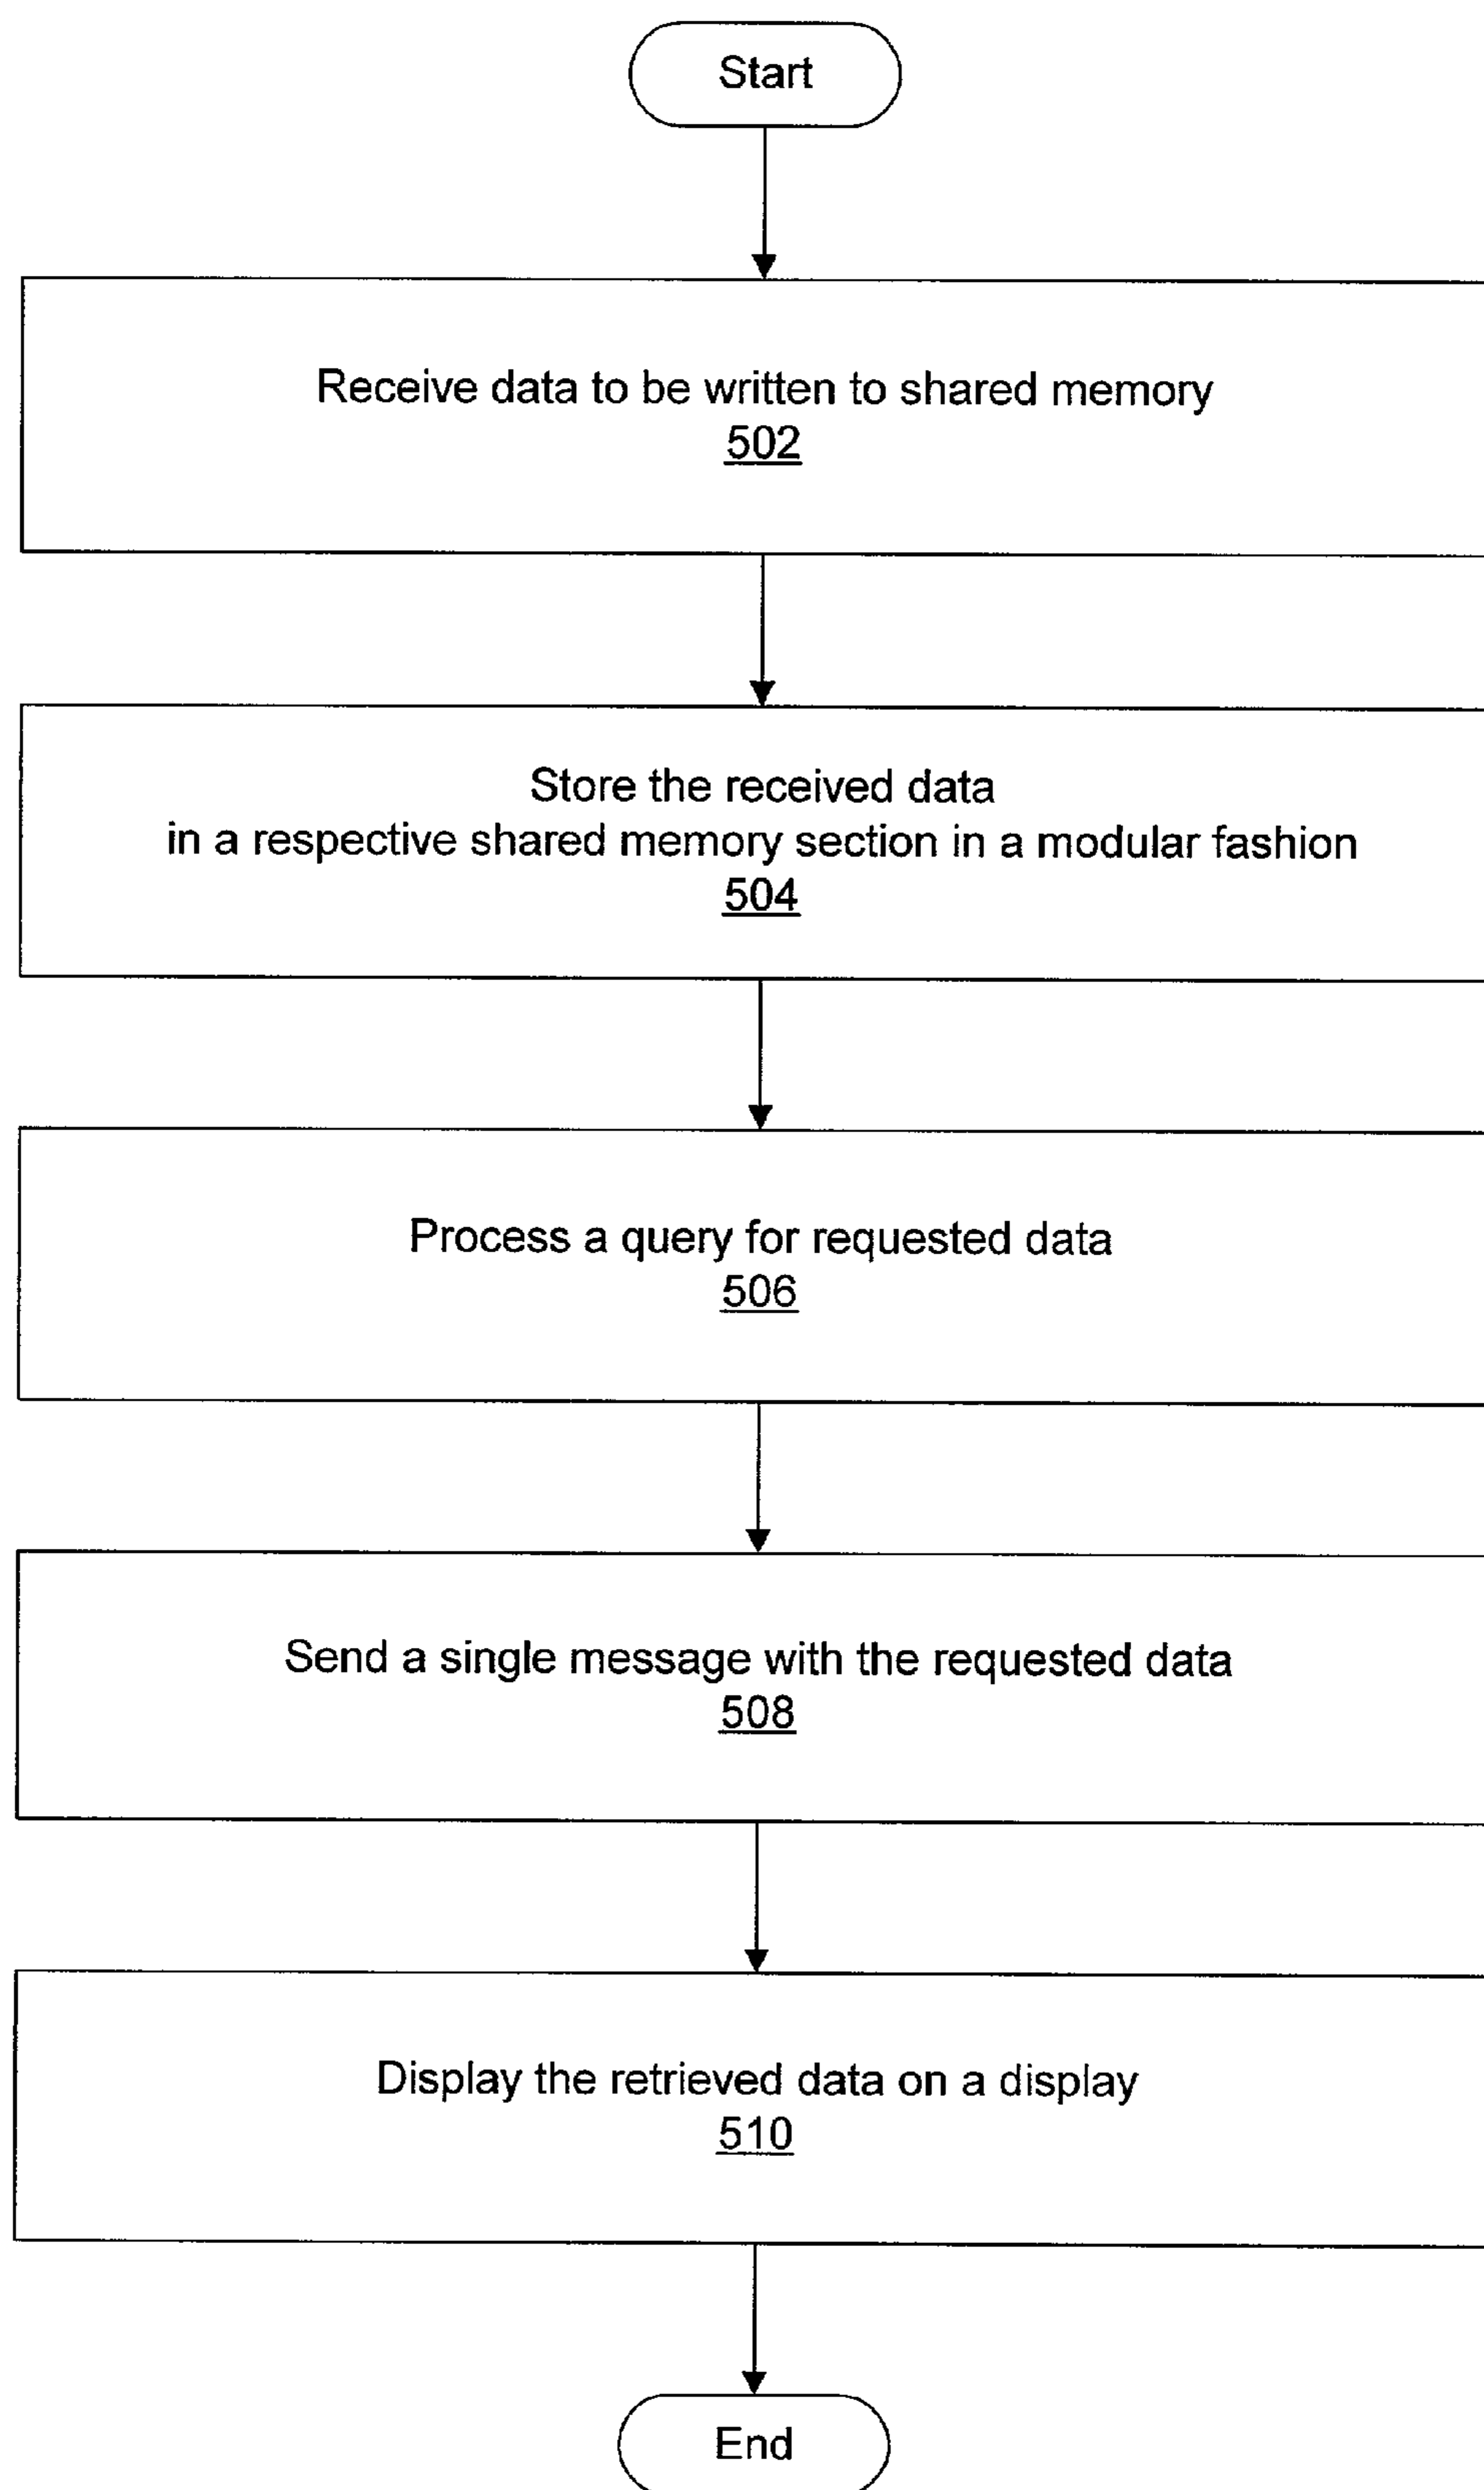 Start
Receive data to be written to shared memory
502
Store the received data
in a respective shared memory section in a modular fashion
504
Process a query for requested data
506
Send a single message with the requested data
508
Display the retrieved data on a display
510
End